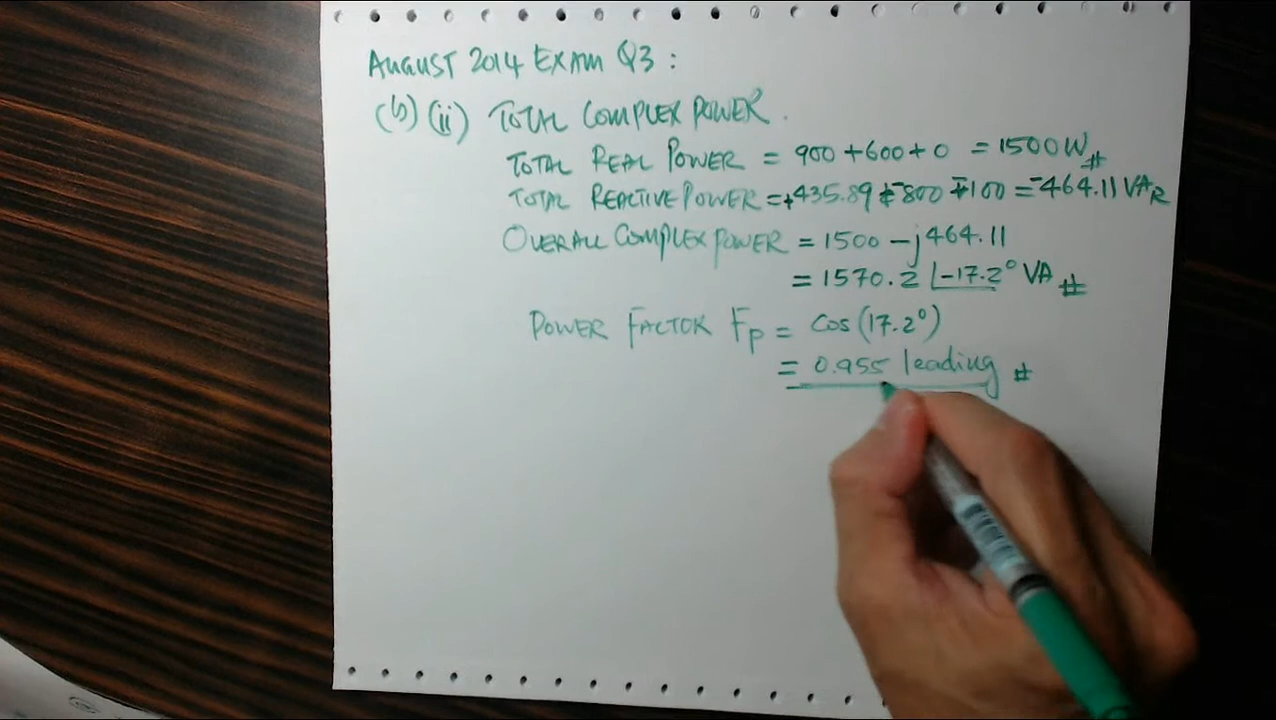 AUGUST 2014 EXAM Q3 :
(b) (ii) TOTAL COMPLEX POWER.
TOTAL REAL POWER = 900 + 600 + 0 = 1500 W #
TOTAL REACTIVE POWER = +435.89 + -800 -100 = -464.11 VAR
OVERALL COMPLEX POWER = 1500 - j464.11
= 1570.2 ∠-17.2° VA #
POWER FACTOR Fp = Cos (17.2°)
= 0.955 leading #